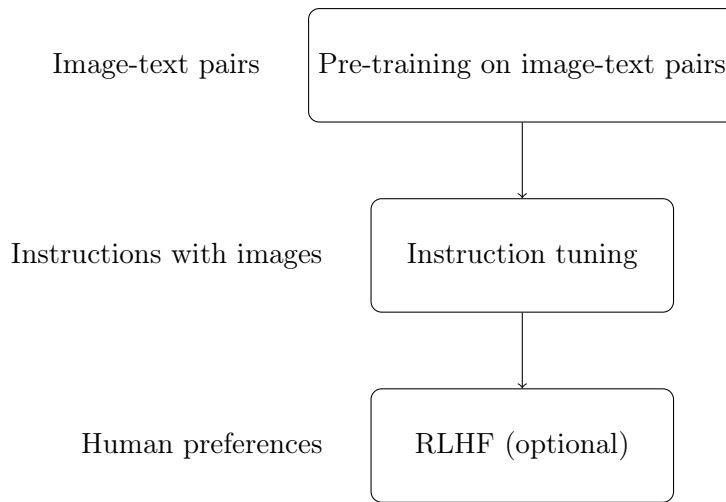 Image-text pairs
Pre-training on image-text pairs
Instructions with images
Instruction tuning
Human preferences
RLHF (optional)